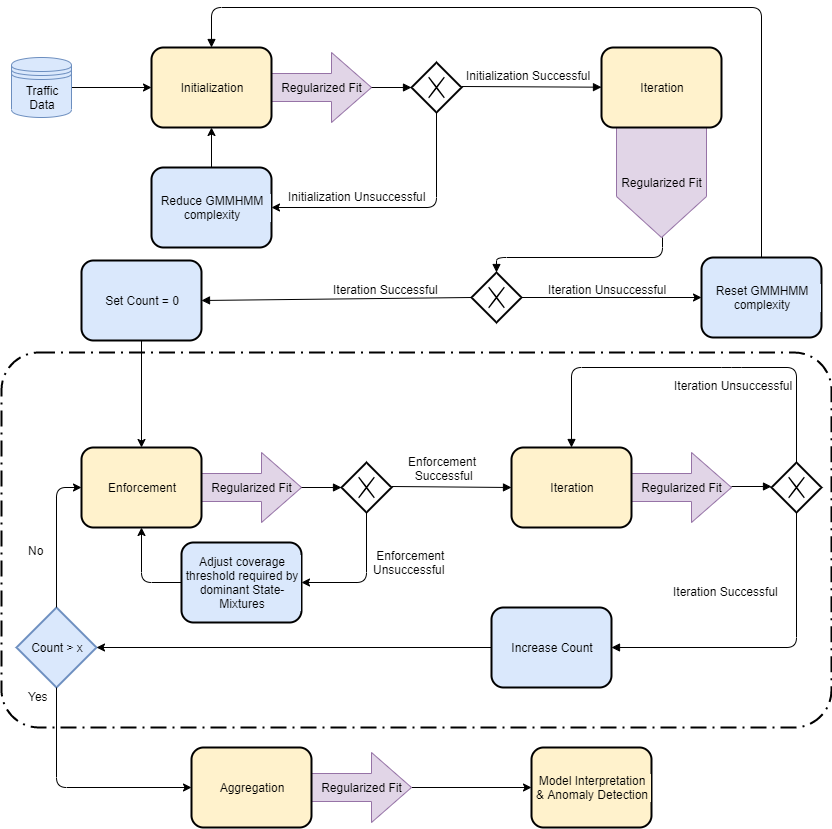 Traffic
Data
Initialization
Regularized Fit
X
Initialization Successful
Iteration
Reduce GMMHMM
complexity
Initialization Unsuccessful
Regularized Fit
Set Count = 0
Iteration Successful
X
Iteration Unsuccessful
Reset GMMHMM
complexity
Iteration Unsuccessful
Enforcement
Regularized Fit
X
Enforcement
Successful
Iteration
Regularized Fit
X
No
Adjust coverage
threshold required by
dominant State-
Mixtures
Enforcement
Unsuccessful
Iteration Successful
Count > x
Increase Count
Yes
Aggregation
Regularized Fit
Model Interpretation
& Anomaly Detection